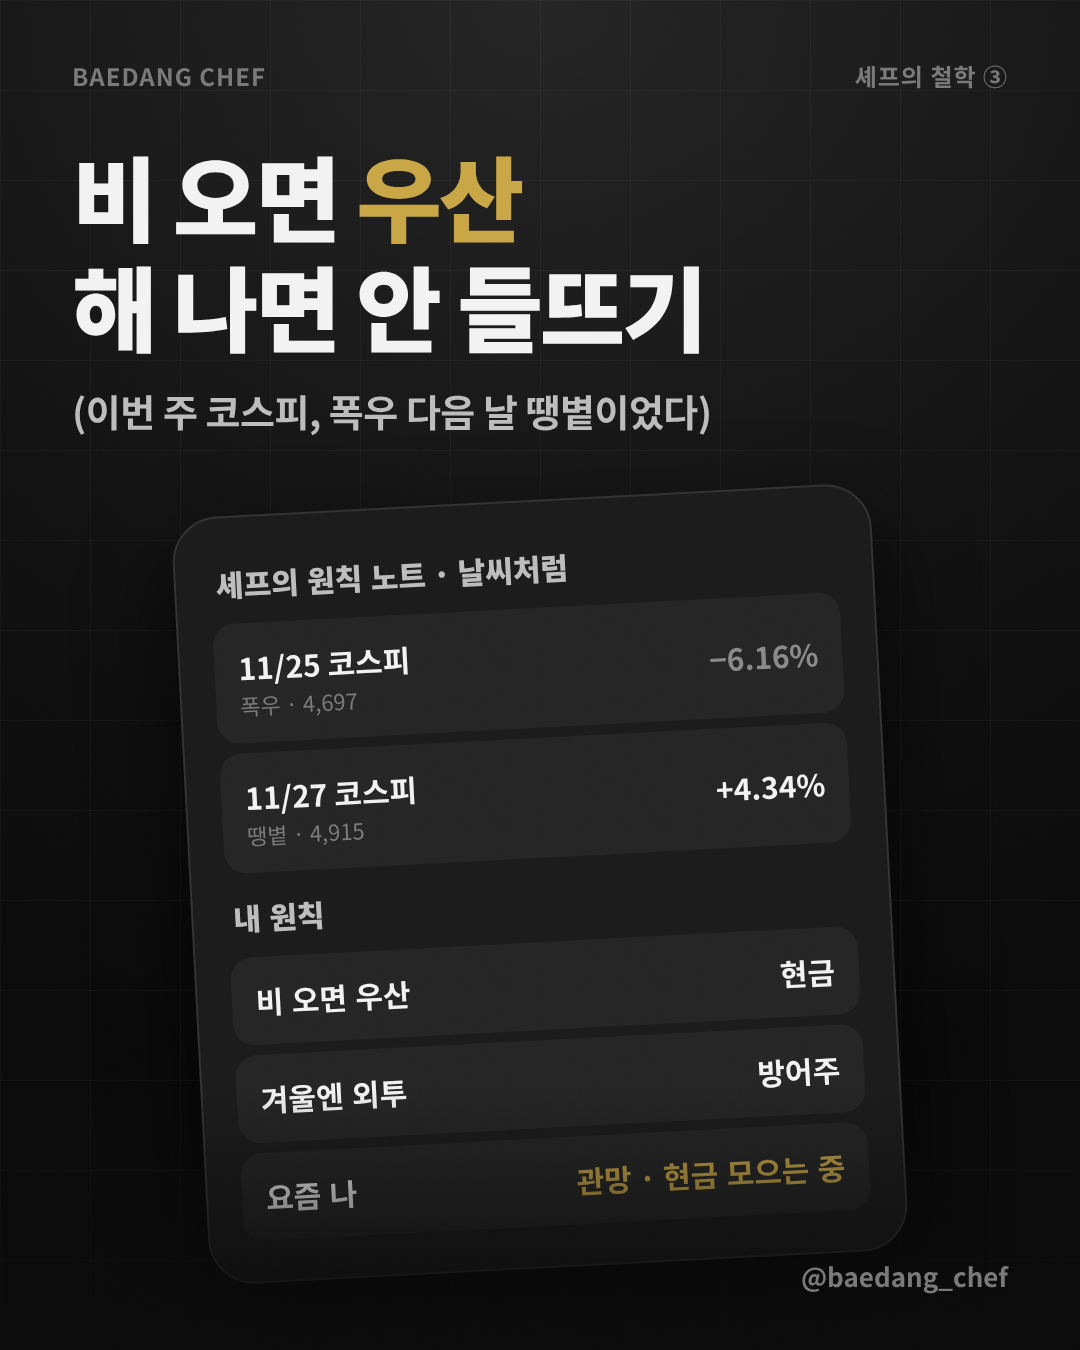 BAEDANG CHEF
셰프의 철학 ③
비 오면 우산
해 나면 안 들뜨기
(이번 주 코스피, 폭우 다음 날 땡볕이었다)
셰프의 원칙 노트 · 날씨처럼
11/25 코스피
−6.16%
폭우 · 4,697
11/27 코스피
+4.34%
땡볕 · 4,915
내 원칙
비 오면 우산
현금
겨울엔 외투
방어주
요즘 나
관망 · 현금 모으는 중
@baedang_chef